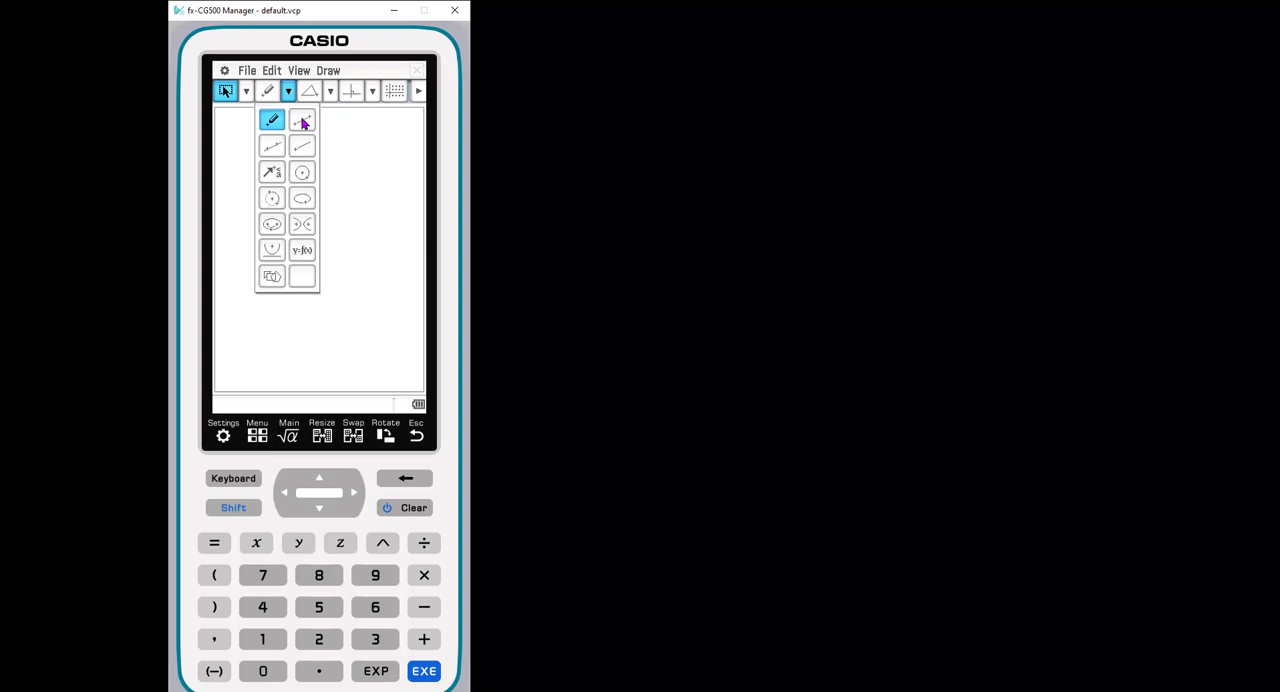 fx-CG500 Manager - default.vcp
CASIO
File Edit View Draw
y=f(x)
Settings Menu Main Resize Swap Rotate Esc
√α
Keyboard
Shift
Clear
= x y z ^ ÷
( 7 8 9 ×
) 4 5 6 −
, 1 2 3 +
(−) 0 · EXP EXE